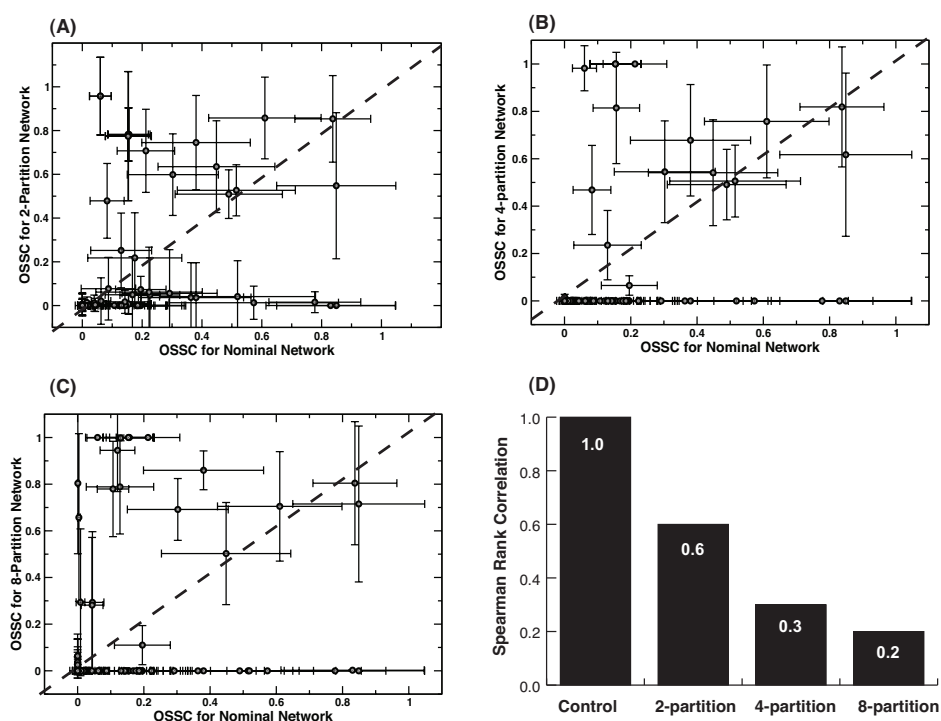 (A)
OSSC for 2-Partition Network
1
0.8
0.6
0.4
0.2
0
0 0.2 0.4 0.6 0.8 1
OSSC for Nominal Network
(B)
OSSC for 4-partition Network
1
0.8
0.6
0.4
0.2
0
0 0.2 0.4 0.6 0.8 1
OSSC for Nominal Network
(C)
OSSC for 8-Partition Network
1
0.8
0.6
0.4
0.2
0
0 0.2 0.4 0.6 0.8 1
OSSC for Nominal Network
(D)
Spearman Rank Correlation
1.0
0.8
0.6
0.4
0.2
0.0
1.0
0.6
0.3
0.2
Control 2-partition 4-partition 8-partition